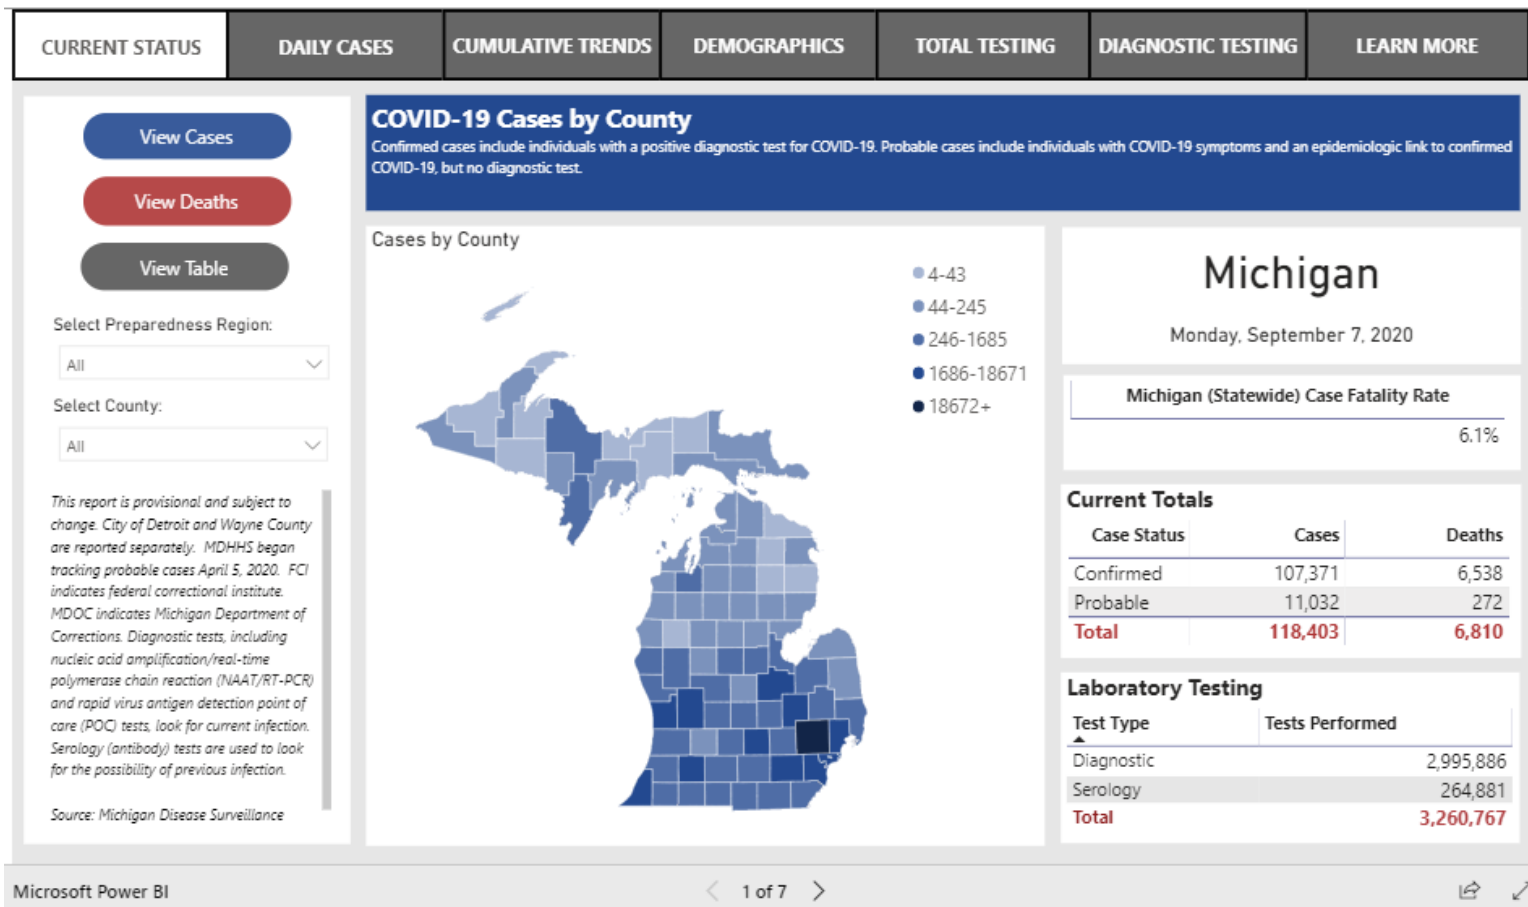 CURRENT STATUS
DAILY CASES
CUMULATIVE TRENDS
DEMOGRAPHICS
TOTAL TESTING
DIAGNOSTIC TESTING
LEARN MORE
View Cases
View Deaths
View Table
Select Preparedness Region:
All
Select County:
All
This report is provisional and subject to
change. City of Detroit and Wayne County
are reported separately. MDHHS began
tracking probable cases April 5, 2020. FCI
indicates federal correctional institute.
MDOC indicates Michigan Department of
Corrections. Diagnostic tests, including
nucleic acid amplification/real-time
polymerase chain reaction (NAAT/RT-PCR)
and rapid virus antigen detection point of
care (POC) tests, look for current infection.
Serology (antibody) tests are used to look
for the possibility of previous infection.
Source: Michigan Disease Surveillance
COVID-19 Cases by County
Confirmed cases include individuals with a positive diagnostic test for COVID-19. Probable cases include individuals with COVID-19 symptoms and an epidemiologic link to confirmed
COVID-19, but no diagnostic test.
Cases by County
4-43
44-245
246-1685
1686-18671
18672+
Michigan
Monday, September 7, 2020
Michigan (Statewide) Case Fatality Rate
6.1%
Current Totals
Case Status Cases Deaths
Confirmed 107,371 6,538
Probable 11,032 272
Total 118,403 6,810
Laboratory Testing
Test Type Tests Performed
Diagnostic 2,995,886
Serology 264,881
Total 3,260,767
Microsoft Power BI
1 of 7